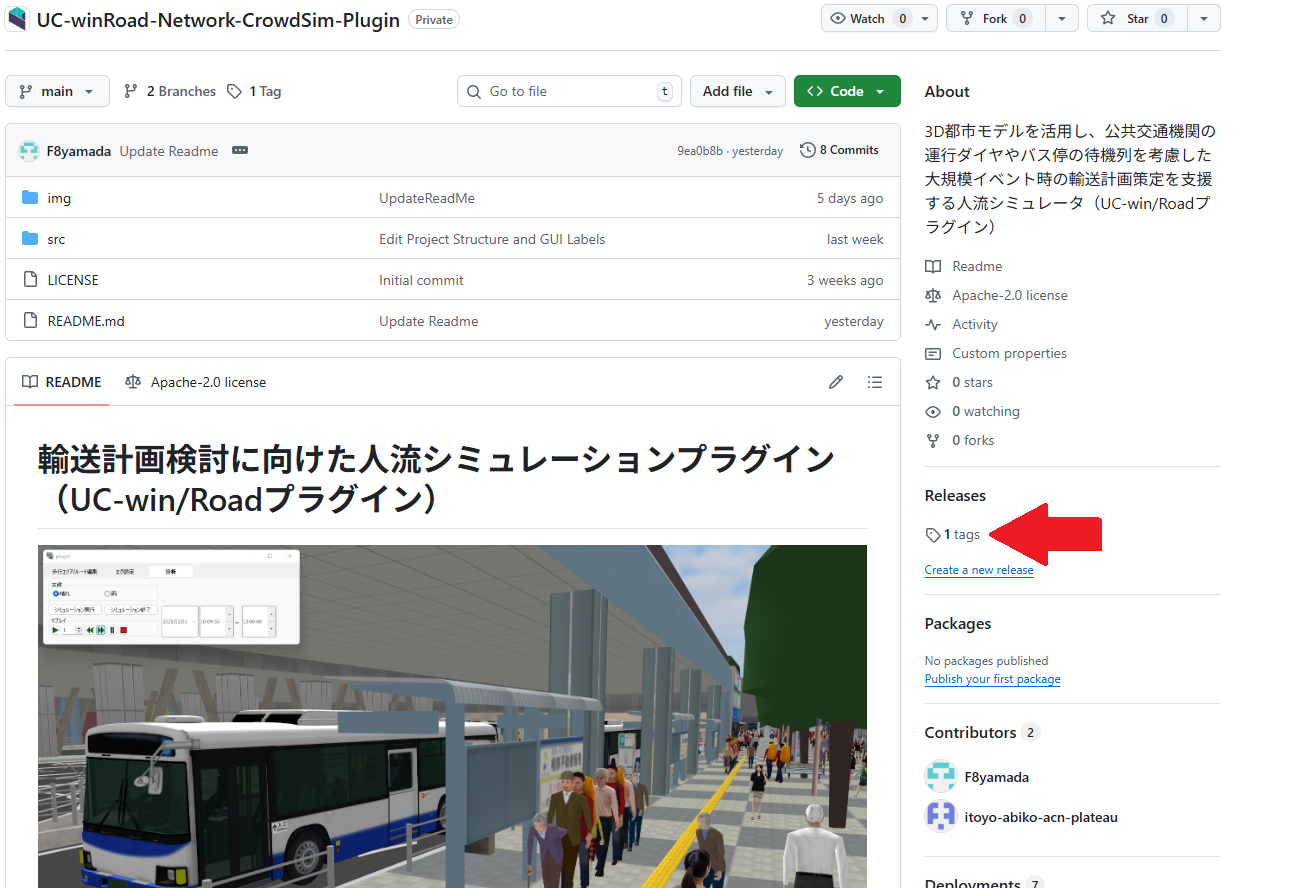 UC-winRoad-Network-CrowdSim-Plugin Private
Watch 0
Fork 0
Star 0
main
2 Branches
1 Tag
Go to file
t
Add file
Code
F8yamada Update Readme
9ea0b8b · yesterday
8 Commits
img UpdateReadMe 5 days ago
src Edit Project Structure and GUI Labels last week
LICENSE Initial commit 3 weeks ago
README.md Update Readme yesterday
README
Apache-2.0 license
輸送計画検討に向けた人流シミュレーションプラグイン
（UC-win/Roadプラグイン）
plugin
歩行エリア/ルート編集 ログ設定 分析
天候
晴れ 雨
シミュレーション実行 シミュレーション終了
リプレイ
1
About
3D都市モデルを活用し、公共交通機関の
運行ダイヤやバス停の待機列を考慮した
大規模イベント時の輸送計画策定を支援
する人流シミュレータ（UC-win/Roadプ
ラグイン）
Readme
Apache-2.0 license
Activity
Custom properties
0 stars
0 watching
0 forks
Releases
1 tags
Create a new release
Packages
No packages published
Publish your first package
Contributors 2
F8yamada
itoyo-abiko-acn-plateau
Deployments 7